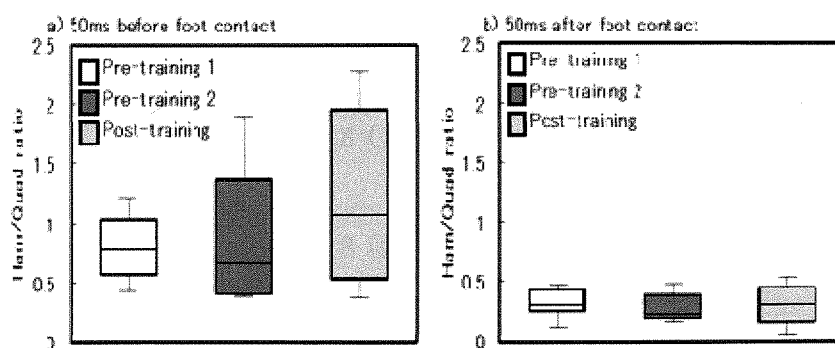 a) 50ms before foot contact
2.5
2
1.5
1
0.5
0
Ham/Quad ratio
Pre-training 1
Pre-training 2
Post-training
b) 50ms after foot contact
2.5
2
1.5
1
0.5
0
Ham/Quad ratio
Pre-training 1
Pre-training 2
Post-training